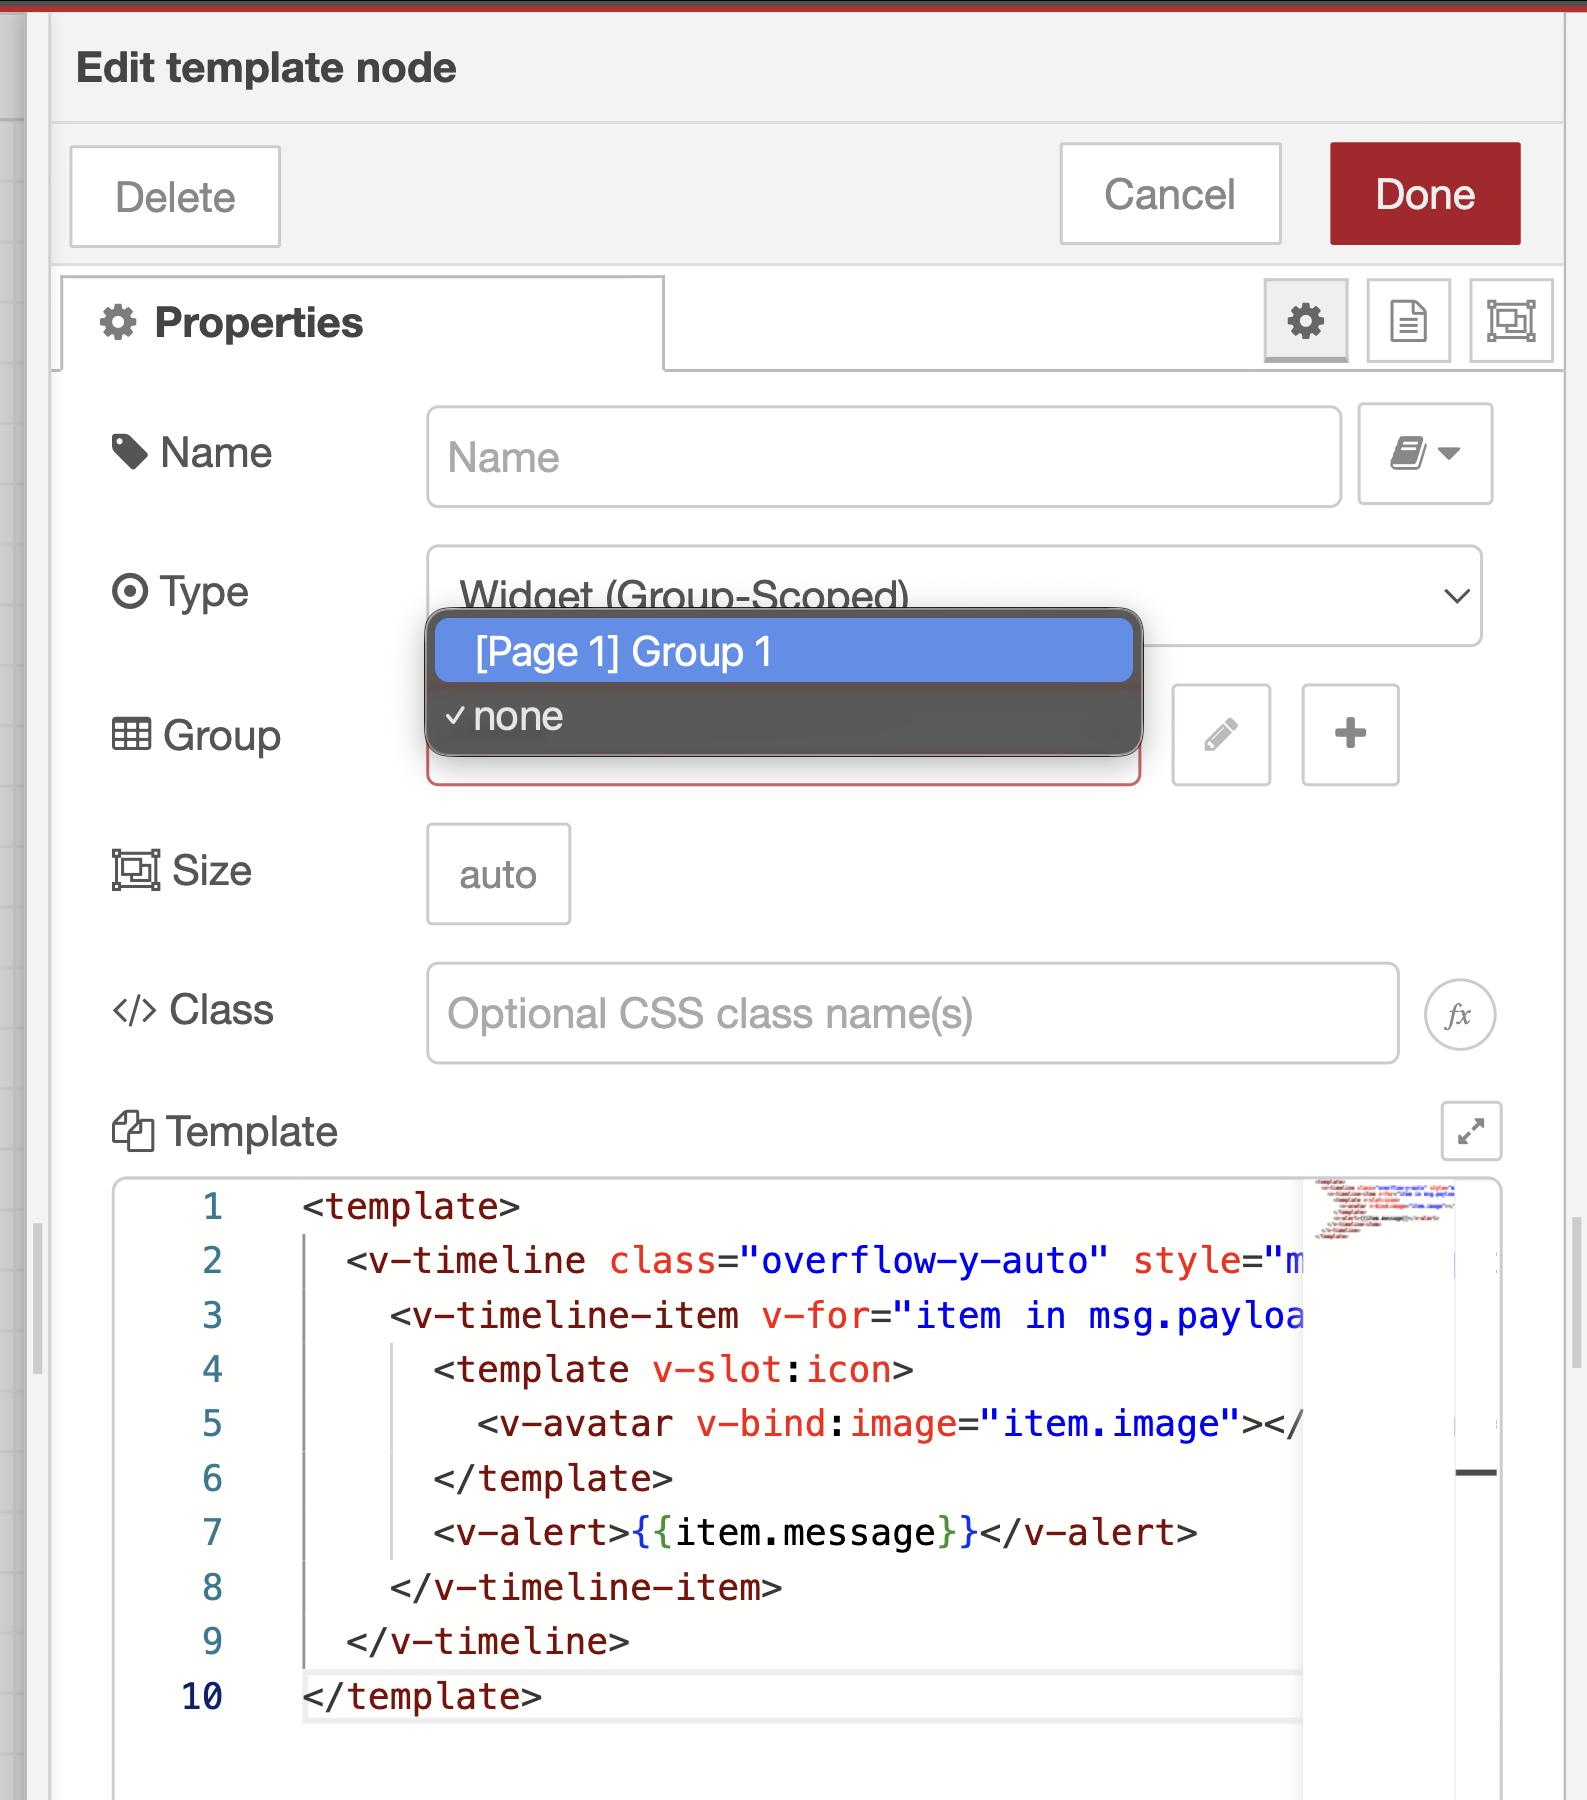 Edit template node
Delete
Cancel
Done
Properties
Name
Name
Type
Widget (Group-Scoped)
[Page 1] Group 1
✓ none
Group
Size
auto
Class
Optional CSS class name(s)
fx
Template
1 <template>
2 <v-timeline class="overflow-y-auto" style="m
3 <v-timeline-item v-for="item in msg.payloa
4 <template v-slot:icon>
5 <v-avatar v-bind:image="item.image"></
6 </template>
7 <v-alert>{{item.message}}</v-alert>
8 </v-timeline-item>
9 </v-timeline>
10 </template>